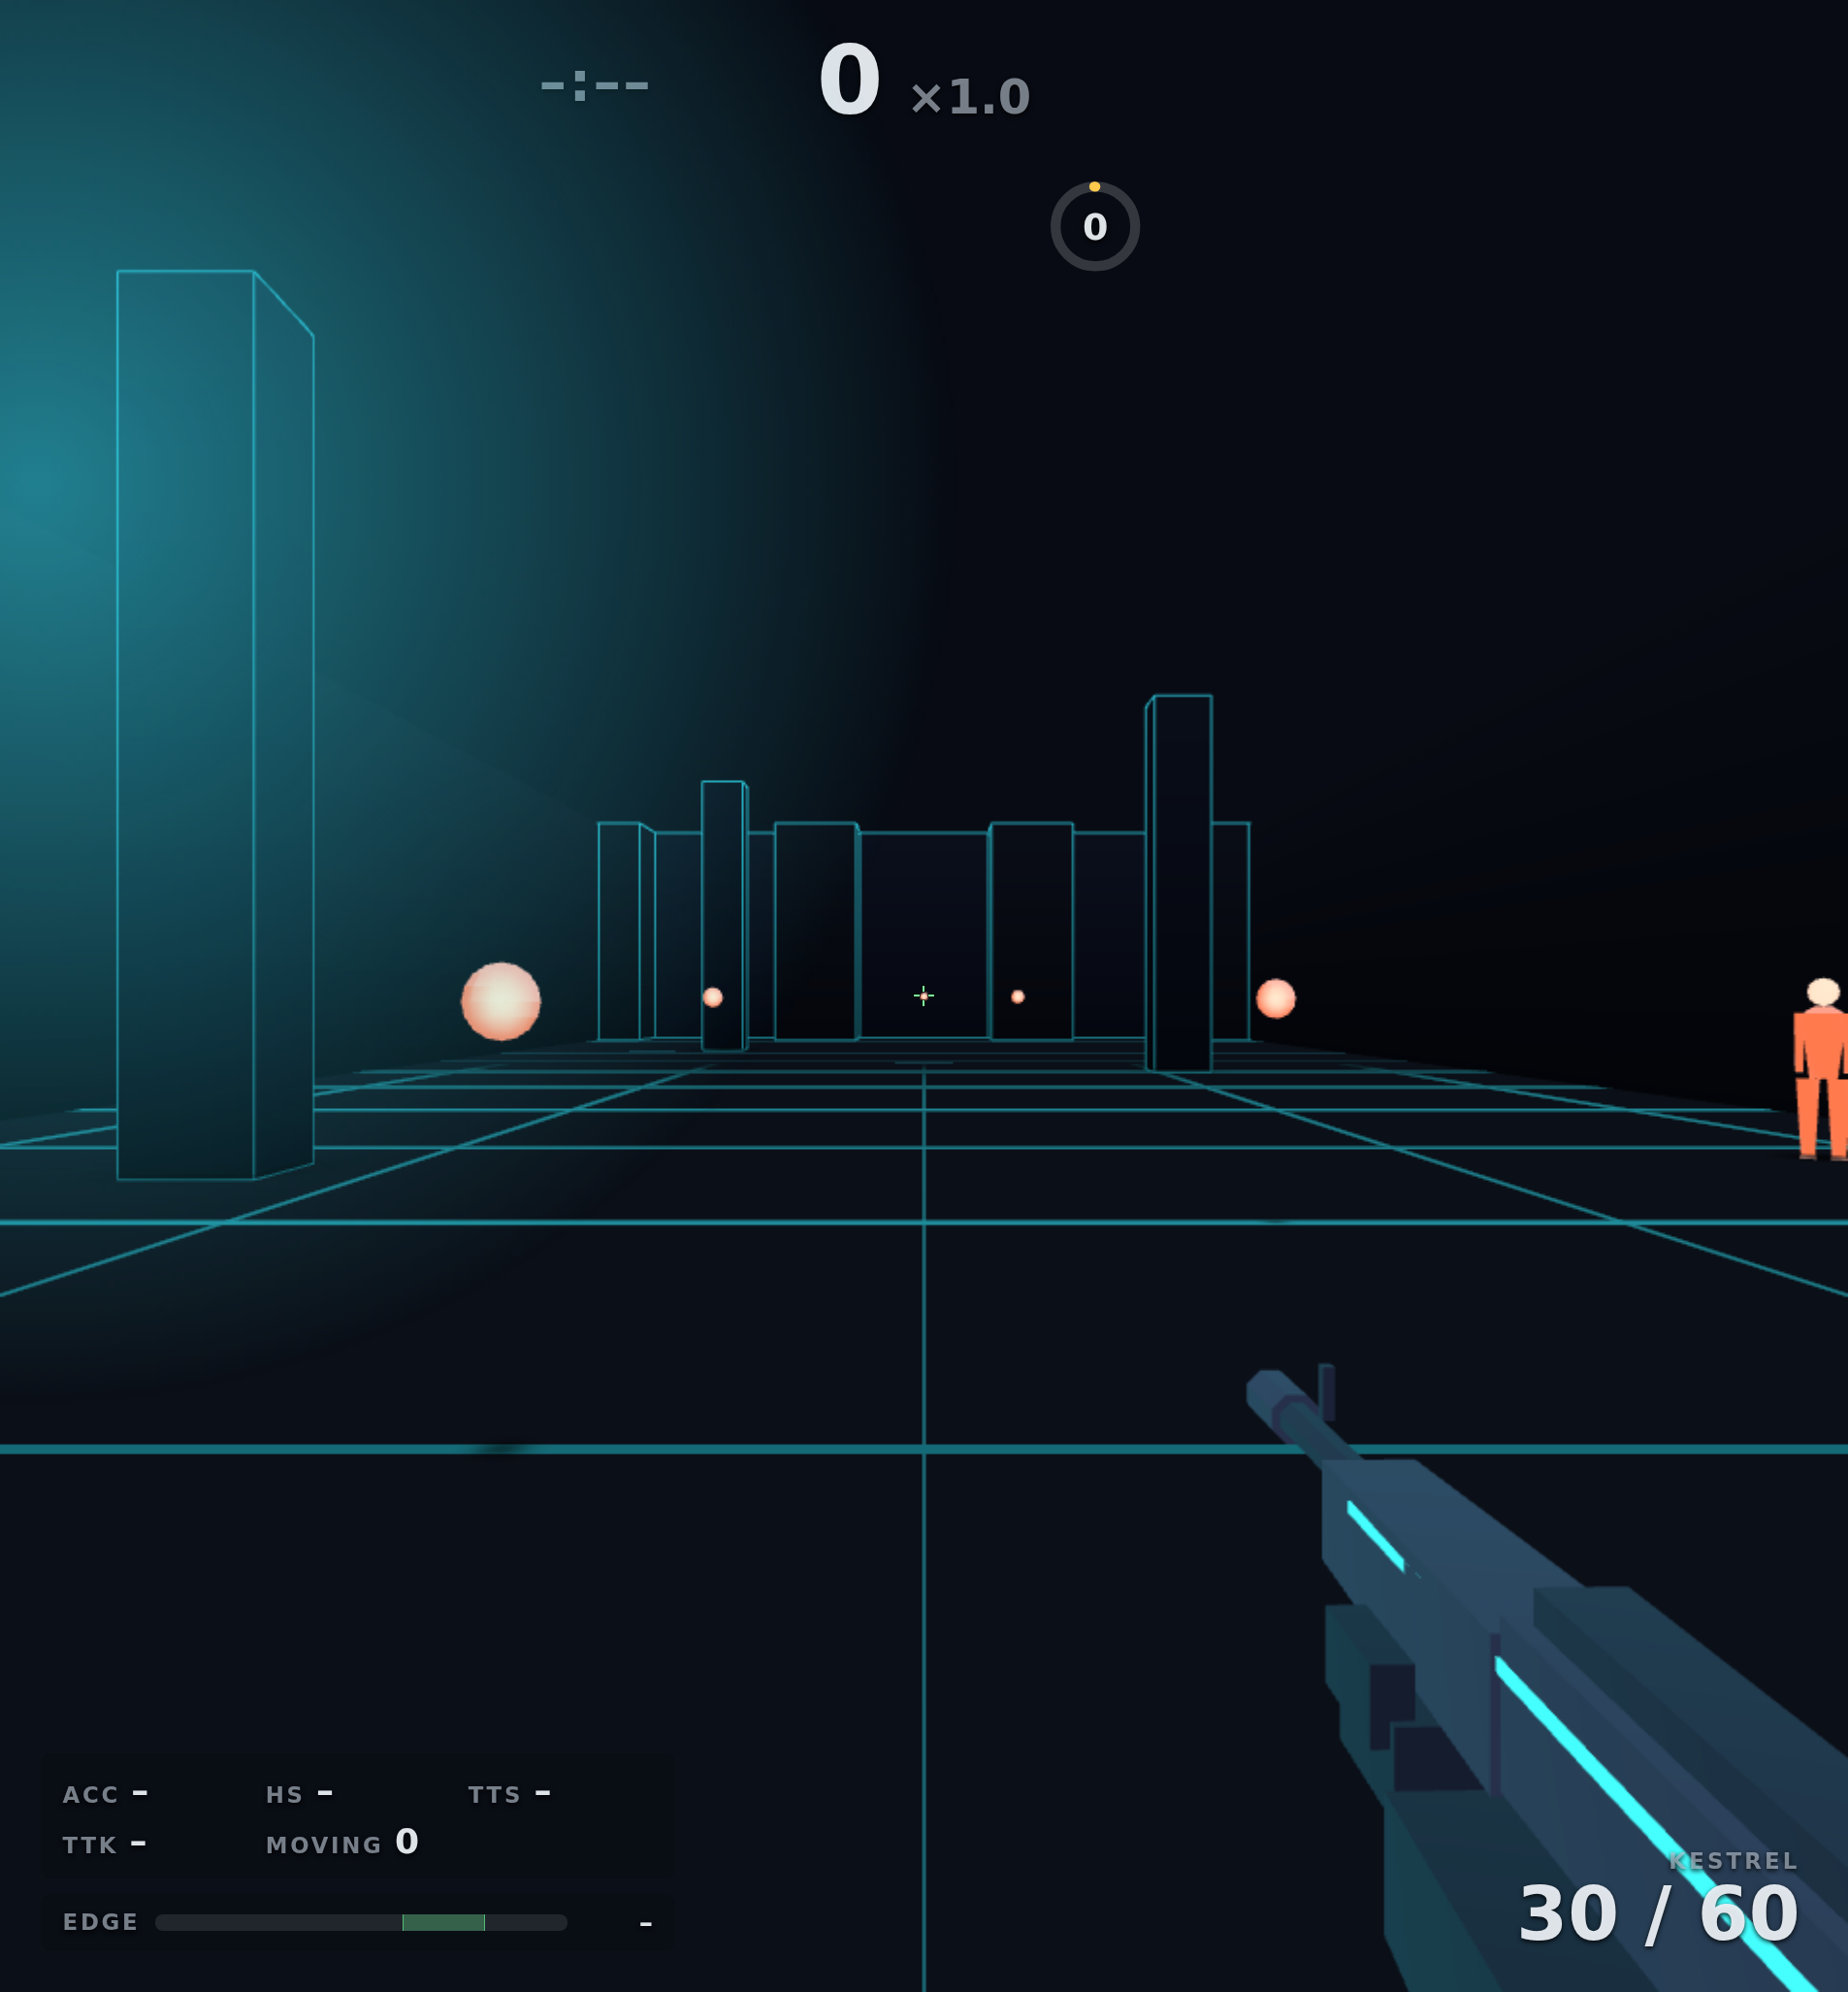 -:-- 0 ×1.0
0
ACC – HS – TTS –
TTK – MOVING 0
EDGE –
KESTREL
30 / 60